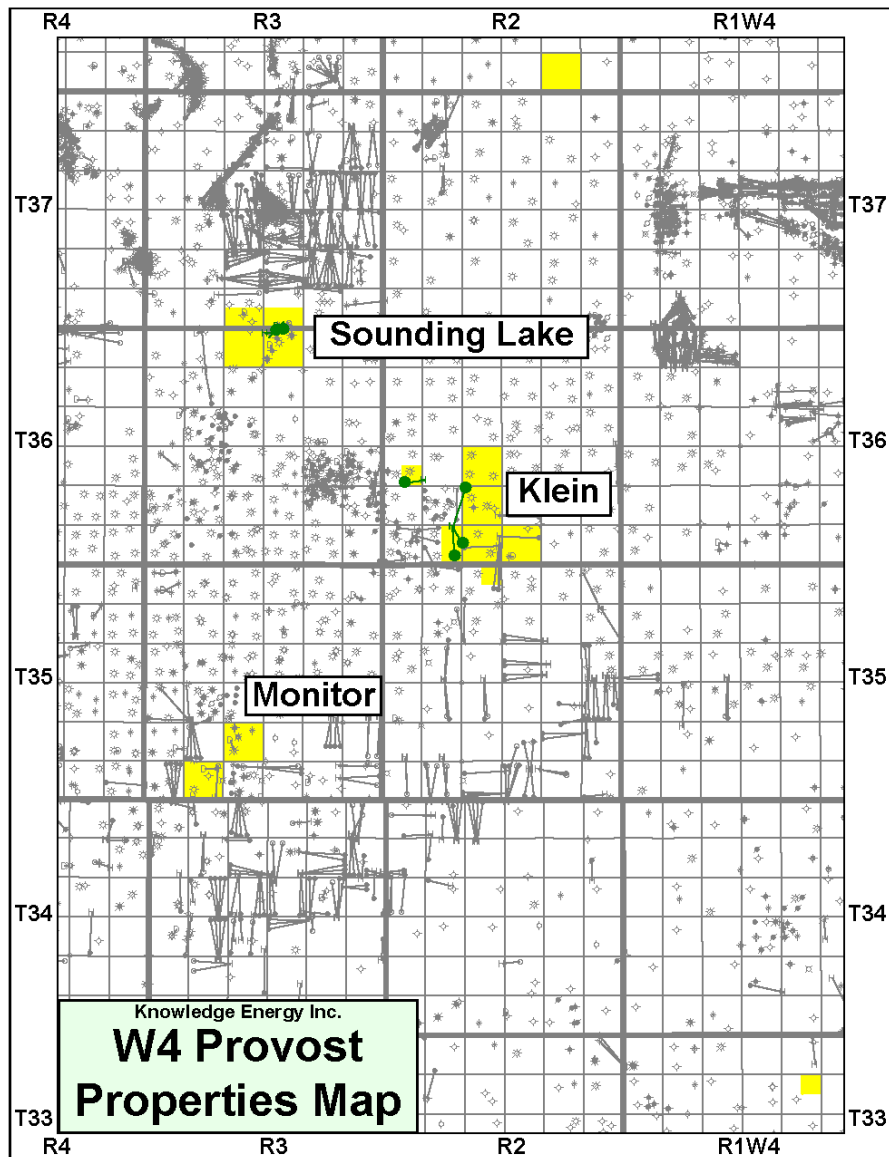 R4 R3 R2 R1W4
T37 T37
Sounding Lake
T36 T36
Klein
T35 T35
Monitor
T34 T34
Knowledge Energy Inc.
W4 Provost
Properties Map
T33 T33
R4 R3 R2 R1W4